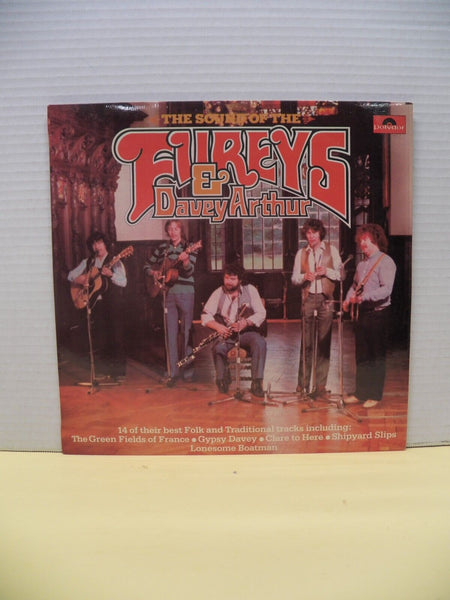 THE SOUND OF THE
Polydor
FUREYS
&
Davey Arthur
14 of their best Folk and Traditional tracks including:
The Green Fields of France • Gypsy Davey • Clare to Here • Shipyard Slips
Lonesome Boatman